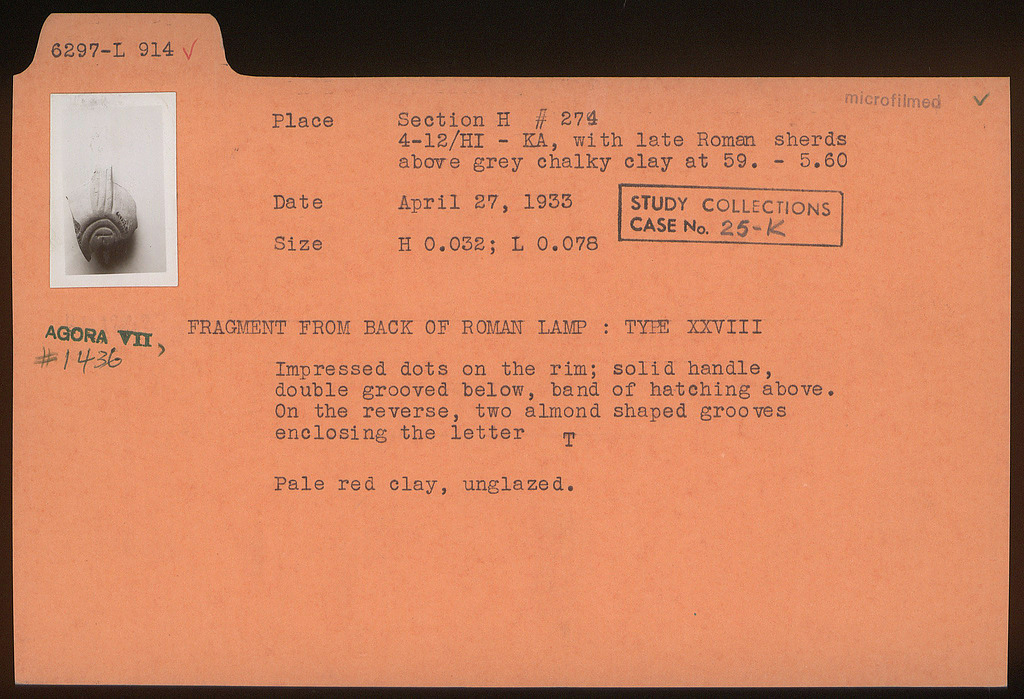 6297-L 914 ✓
microfilmed ✓
Place Section H # 274
4-12/HI - KA, with late Roman sherds
above grey chalky clay at 59. - 5.60
Date April 27, 1933
STUDY COLLECTIONS
CASE No. 25-K
Size H 0.032; L 0.078
AGORA VII,
#1436
FRAGMENT FROM BACK OF ROMAN LAMP : TYPE XXVIII
Impressed dots on the rim; solid handle,
double grooved below, band of hatching above.
On the reverse, two almond shaped grooves
enclosing the letter T
Pale red clay, unglazed.